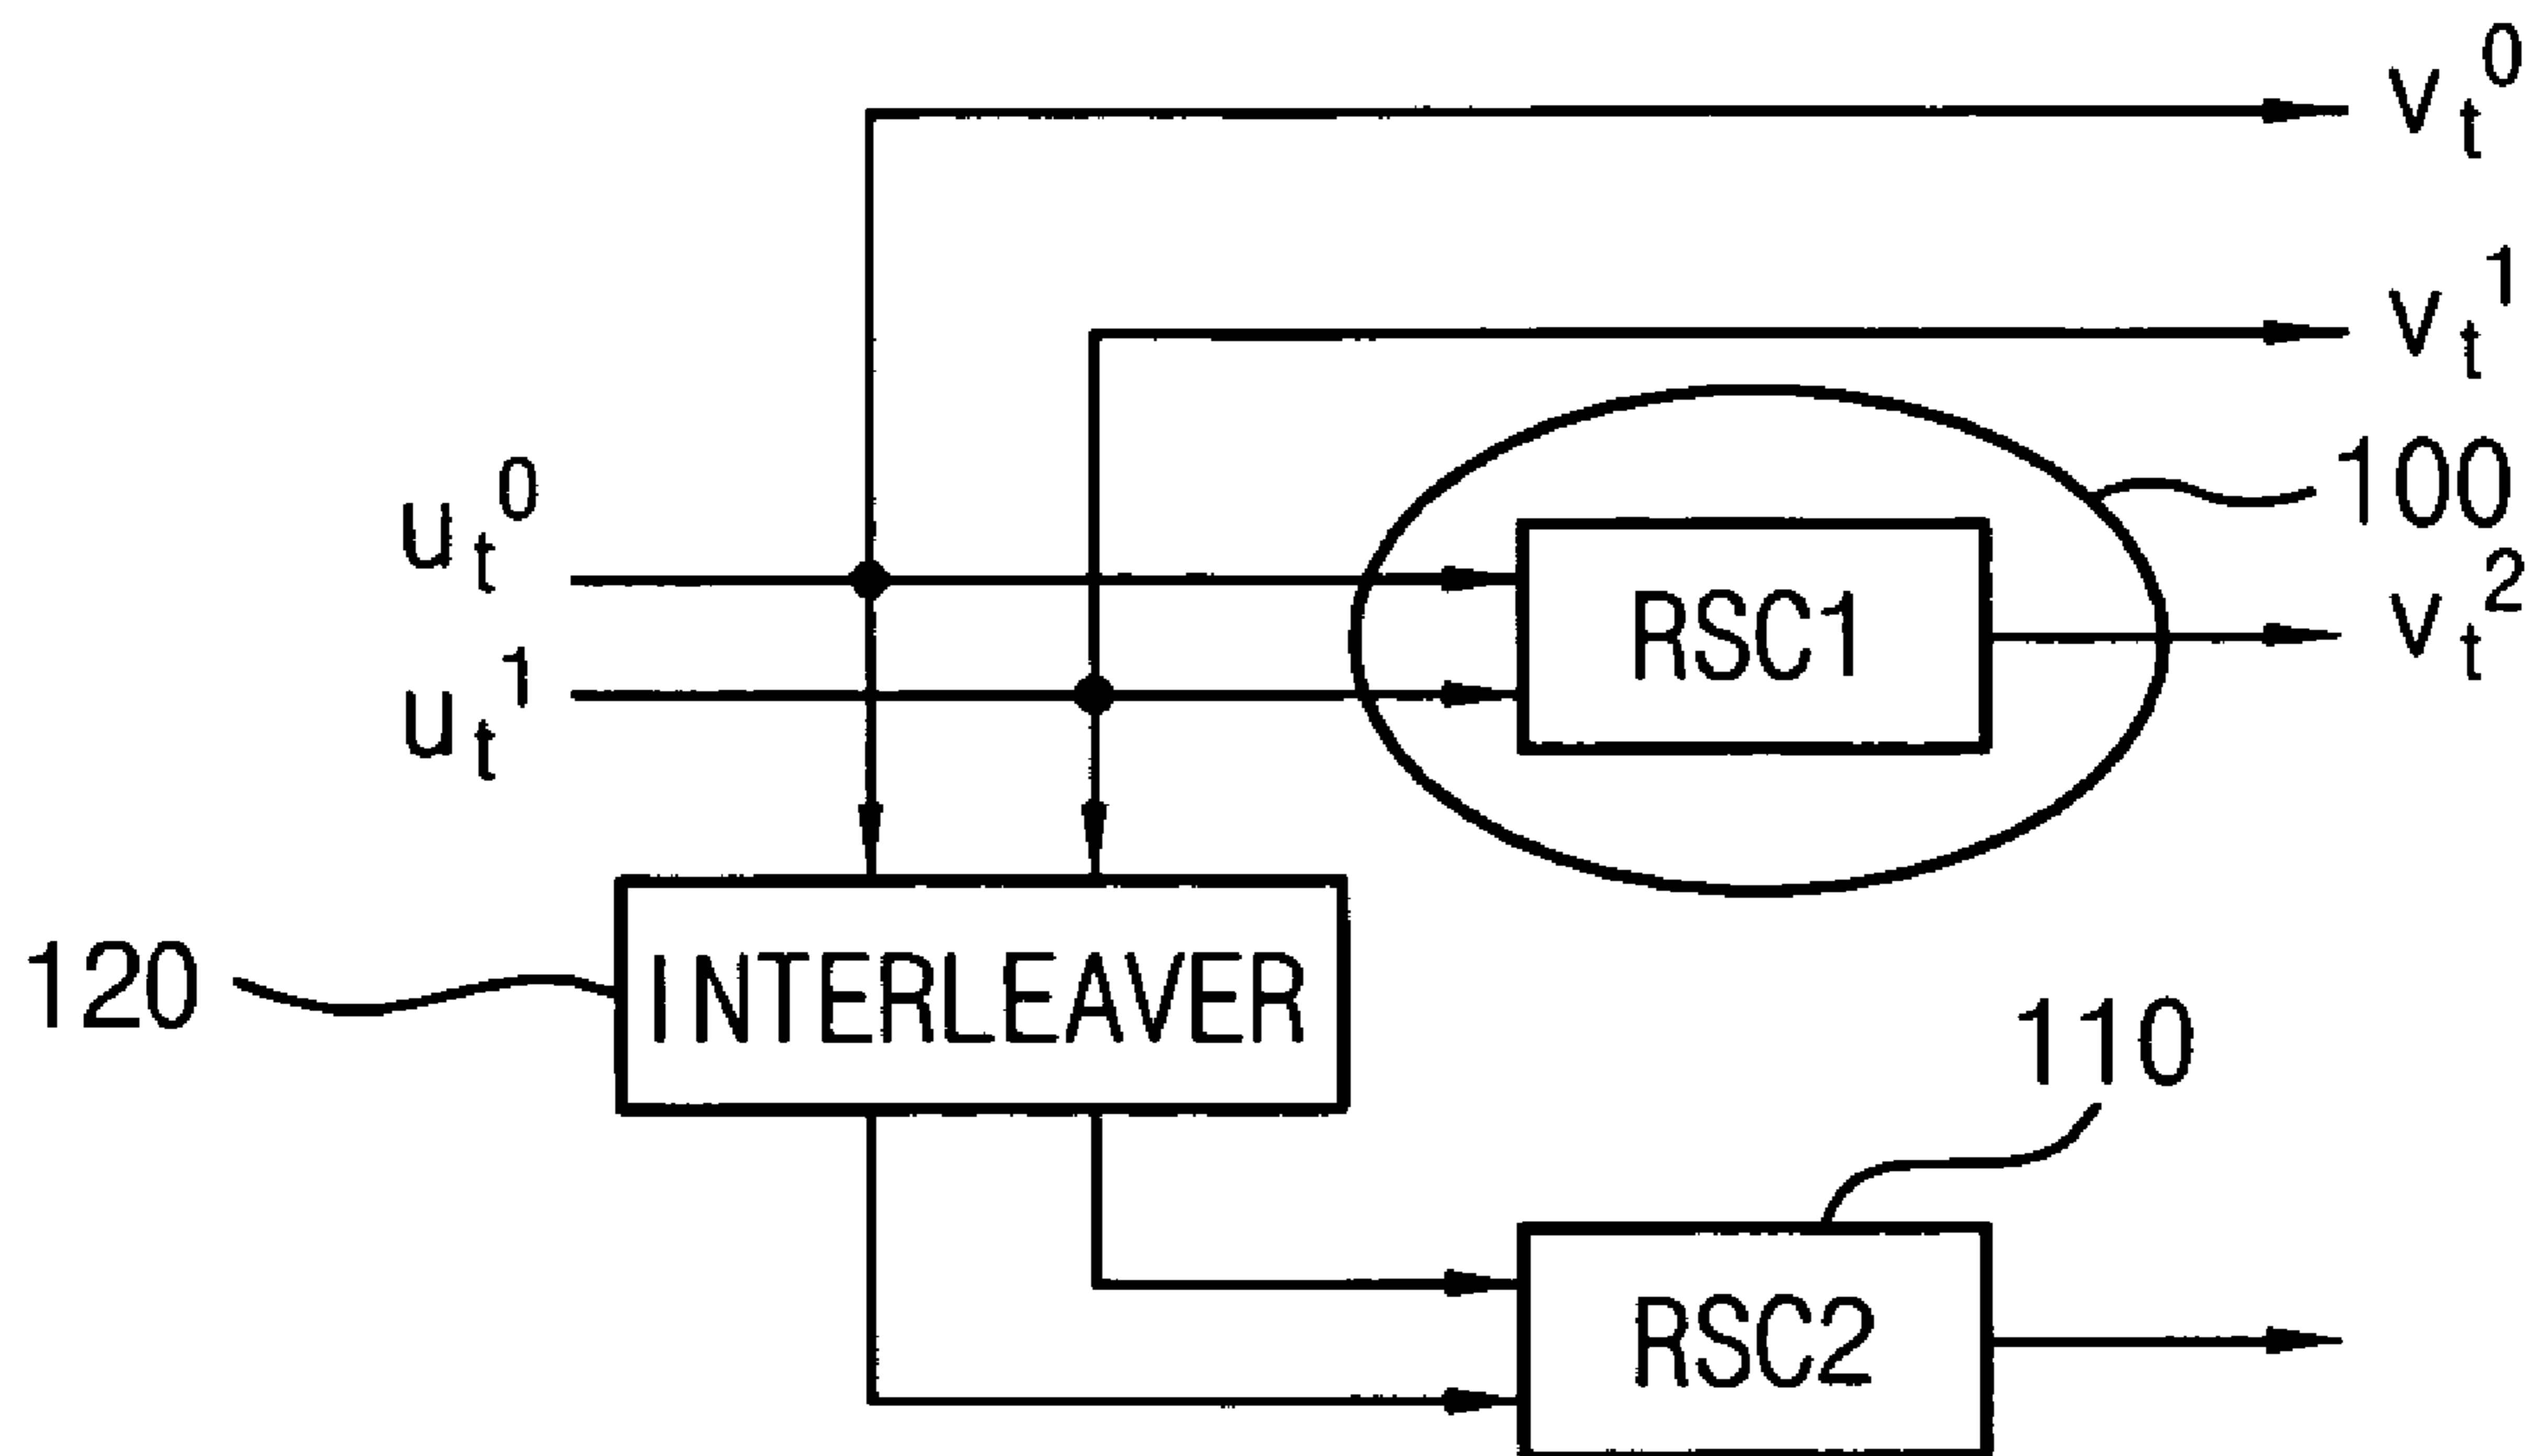 v_t^0
v_t^1
100
u_t^0
RSC1
v_t^2
u_t^1
120
INTERLEAVER
110
RSC2